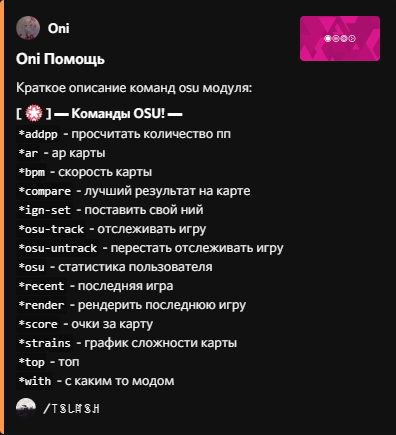 Oni
Oni Помощь
Краткое описание команд osu модуля:
[ ] — Команды OSU! —
*addpp - просчитать количество пп
*ar - ар карты
*bpm - скорость карты
*compare - лучший результат на карте
*ign-set - поставить свой ний
*osu-track - отслеживать игру
*osu-untrack - перестать отслеживать игру
*osu - статистика пользователя
*recent - последняя игра
*render - рендерить последнюю игру
*score - очки за карту
*strains - график сложности карты
*top - топ
*with - с каким то модом